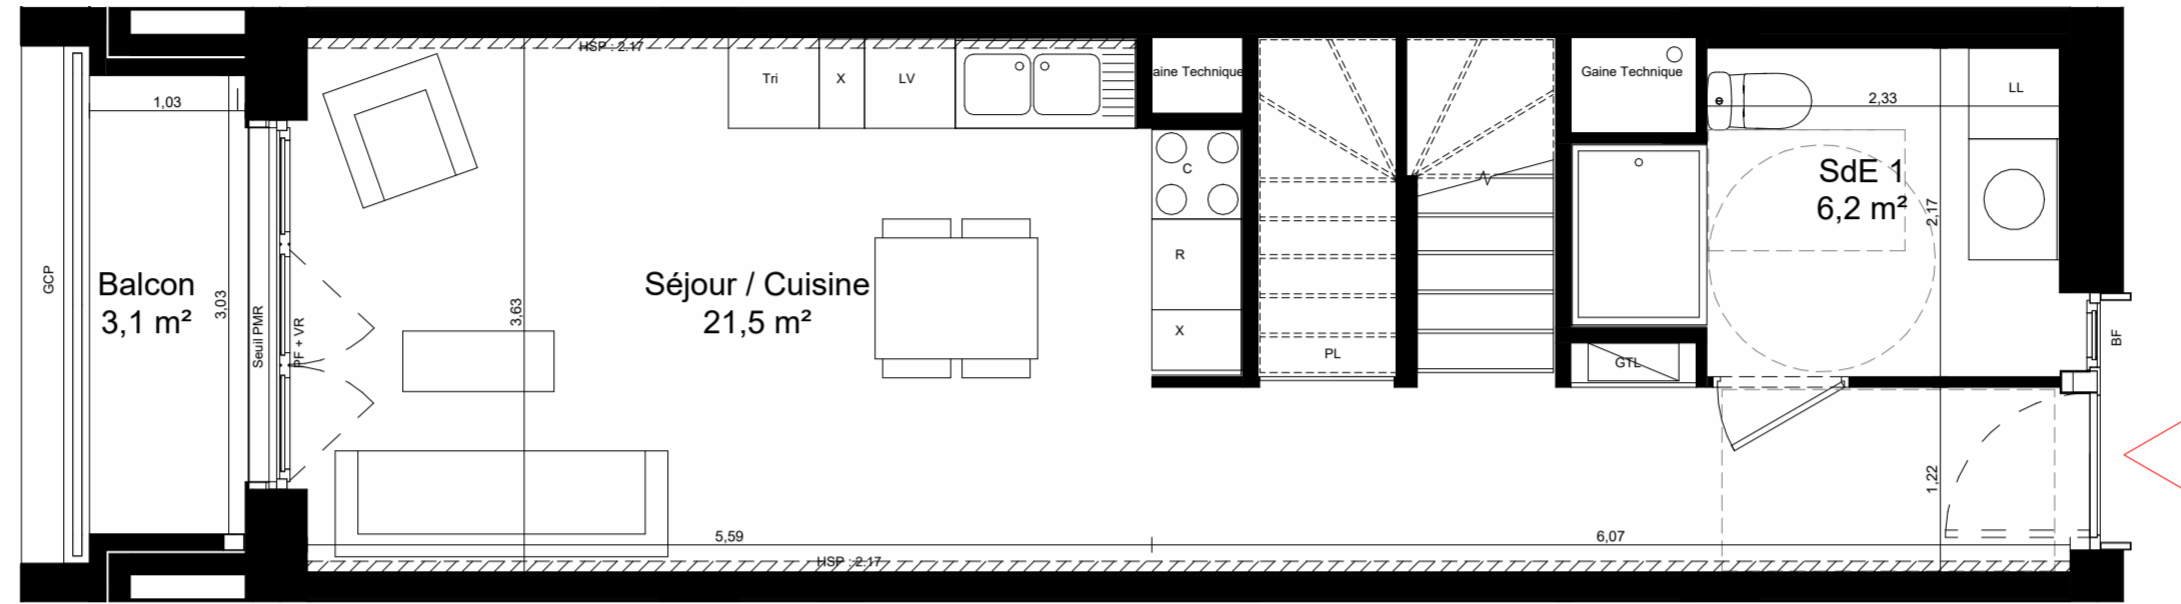 HSP : 2.17
1,03
GCP
Balcon
3,1 m²
3,03
Seuil PMR
PF + VR
3,63
Séjour / Cuisine
21,5 m²
Tri
X
LV
aine Technique
C
R
X
PL
Gaine Technique
GTL
2,33
LL
SdE 1
6,2 m²
2,17
BF
1,22
5,59
6,07
HSP : 2.17